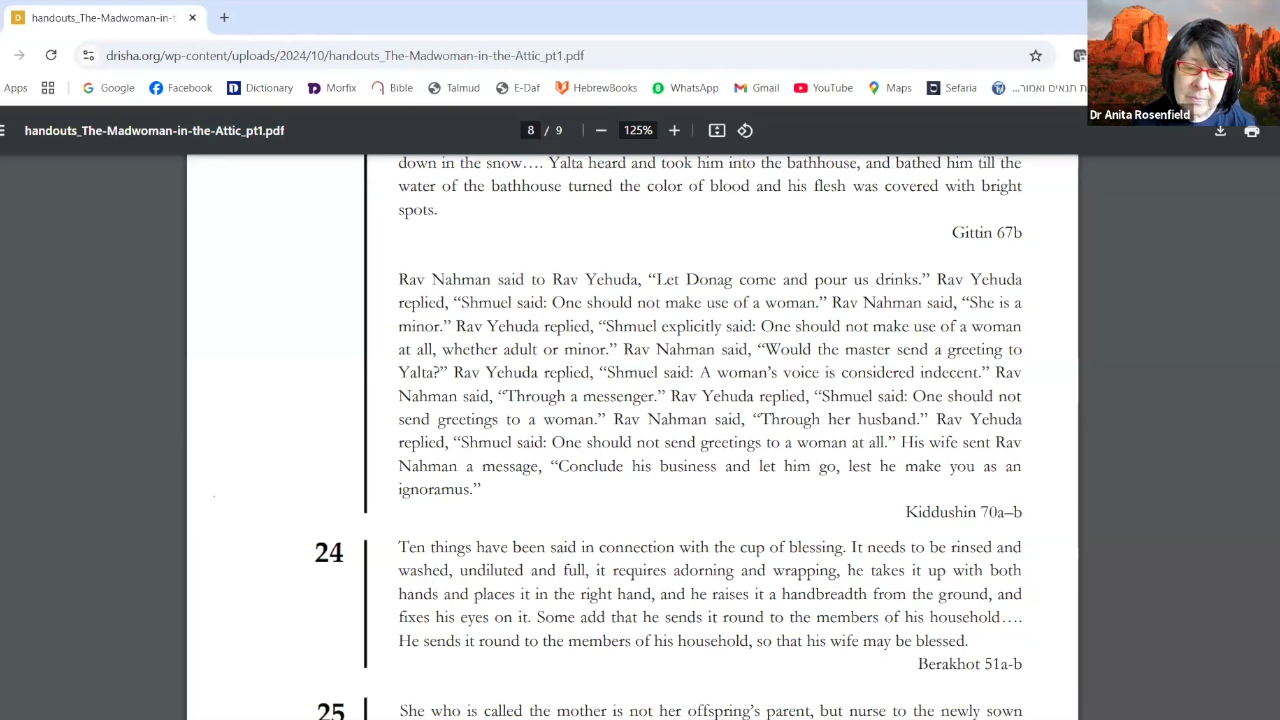 handouts_The-Madwoman-in-t
drisha.org/wp-content/uploads/2024/10/handouts_The-Madwoman-in-the-Attic_pt1.pdf
Apps Google Facebook Dictionary Morfix Bible Talmud E-Daf HebrewBooks WhatsApp Gmail YouTube Maps Sefaria ...ת תנאים ואמור
Dr Anita Rosenfield
handouts_The-Madwoman-in-the-Attic_pt1.pdf 8 / 9 125%
down in the snow…. Yalta heard and took him into the bathhouse, and bathed him till the
water of the bathhouse turned the color of blood and his flesh was covered with bright
spots.
Gittin 67b
Rav Nahman said to Rav Yehuda, “Let Donag come and pour us drinks.” Rav Yehuda
replied, “Shmuel said: One should not make use of a woman.” Rav Nahman said, “She is a
minor.” Rav Yehuda replied, “Shmuel explicitly said: One should not make use of a woman
at all, whether adult or minor.” Rav Nahman said, “Would the master send a greeting to
Yalta?” Rav Yehuda replied, “Shmuel said: A woman’s voice is considered indecent.” Rav
Nahman said, “Through a messenger.” Rav Yehuda replied, “Shmuel said: One should not
send greetings to a woman.” Rav Nahman said, “Through her husband.” Rav Yehuda
replied, “Shmuel said: One should not send greetings to a woman at all.” His wife sent Rav
Nahman a message, “Conclude his business and let him go, lest he make you as an
ignoramus.”
Kiddushin 70a–b
24 Ten things have been said in connection with the cup of blessing. It needs to be rinsed and
washed, undiluted and full, it requires adorning and wrapping, he takes it up with both
hands and places it in the right hand, and he raises it a handbreadth from the ground, and
fixes his eyes on it. Some add that he sends it round to the members of his household….
He sends it round to the members of his household, so that his wife may be blessed.
Berakhot 51a-b
25 She who is called the mother is not her offspring’s parent, but nurse to the newly sown